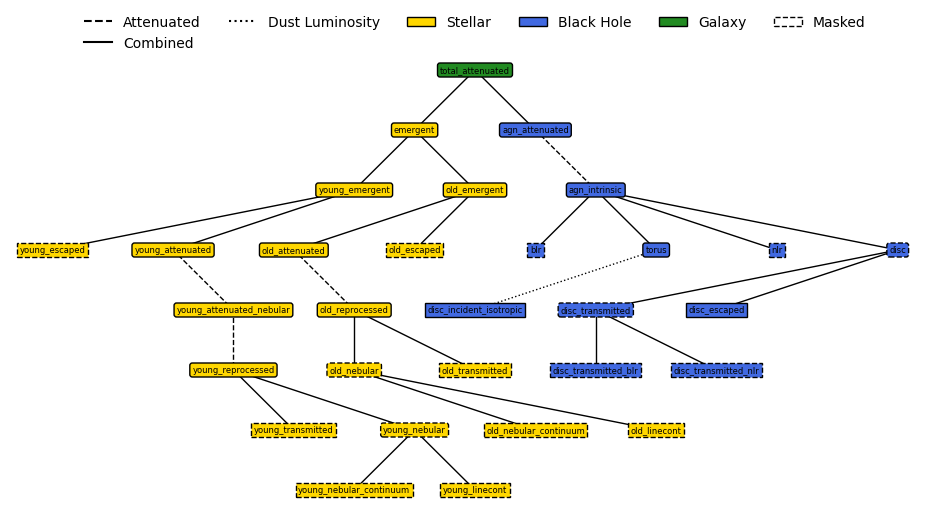 Attenuated Dust Luminosity Stellar Black Hole Galaxy Masked
Combined
total_attenuated
emergent agn_attenuated
young_emergent old_emergent agn_intrinsic
young_escaped young_attenuated old_attenuated old_escaped blr torus nlr disc
young_attenuated_nebular old_reprocessed disc_incident_isotropic disc_transmitted disc_escaped
young_reprocessed old_nebular old_transmitted disc_transmitted_blr disc_transmitted_nlr
young_transmitted young_nebular old_nebular_continuum old_linecont
young_nebular_continuum young_linecont